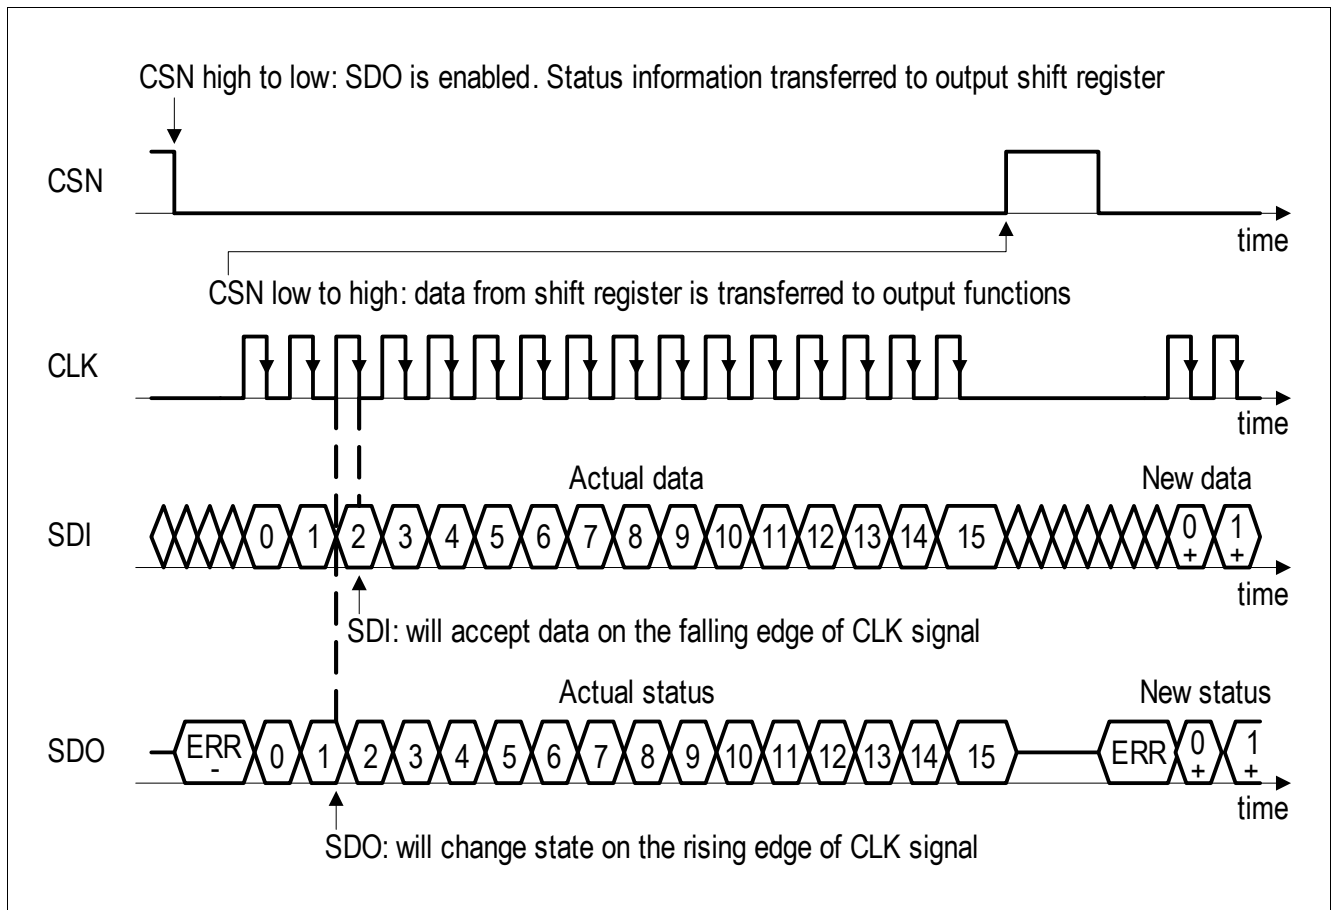 CSN high to low: SDO is enabled. Status information transferred to output shift register
CSN
time
CSN low to high: data from shift register is transferred to output functions
CLK
time
Actual data
New data
SDI
0 1 2 3 4 5 6 7 8 9 10 11 12 13 14 15 0 1
+ +
time
SDI: will accept data on the falling edge of CLK signal
Actual status
New status
SDO
ERR 0 1 2 3 4 5 6 7 8 9 10 11 12 13 14 15 ERR 0 1
- + +
time
SDO: will change state on the rising edge of CLK signal